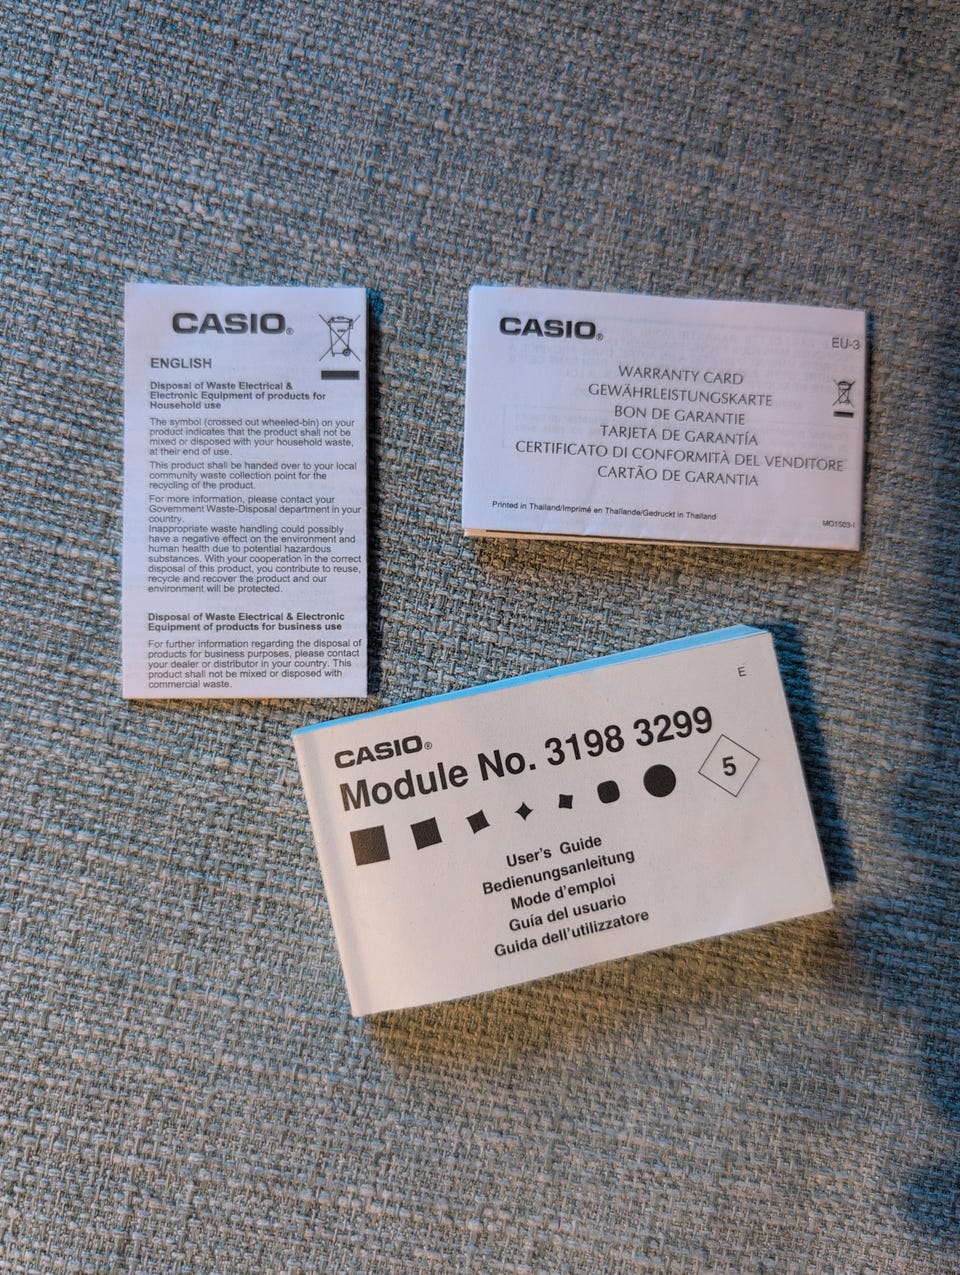 CASIO®
ENGLISH
Disposal of Waste Electrical &
Electronic Equipment of products for
Household use
The symbol (crossed out wheeled-bin) on your
product indicates that the product shall not be
mixed or disposed with your household waste,
at their end of use.
This product shall be handed over to your local
community waste collection point for the
recycling of the product.
For more information, please contact your
Government Waste-Disposal department in your
country.
Inappropriate waste handling could possibly
have a negative effect on the environment and
human health due to potential hazardous
substances. With your cooperation in the correct
disposal of this product, you contribute to reuse,
recycle and recover the product and our
environment will be protected.
Disposal of Waste Electrical & Electronic
Equipment of products for business use
For further information regarding the disposal of
products for business purposes, please contact
your dealer or distributor in your country. This
product shall not be mixed or disposed with
commercial waste.
CASIO®
EU-3
WARRANTY CARD
GEWÄHRLEISTUNGSKARTE
BON DE GARANTIE
TARJETA DE GARANTÍA
CERTIFICATO DI CONFORMITÀ DEL VENDITORE
CARTÃO DE GARANTIA
Printed in Thailand/Imprimé en Thaïlande/Gedruckt in Thailand
MO1503-I
E
CASIO®
Module No. 3198 3299
5
User's Guide
Bedienungsanleitung
Mode d'emploi
Guía del usuario
Guida dell'utilizzatore